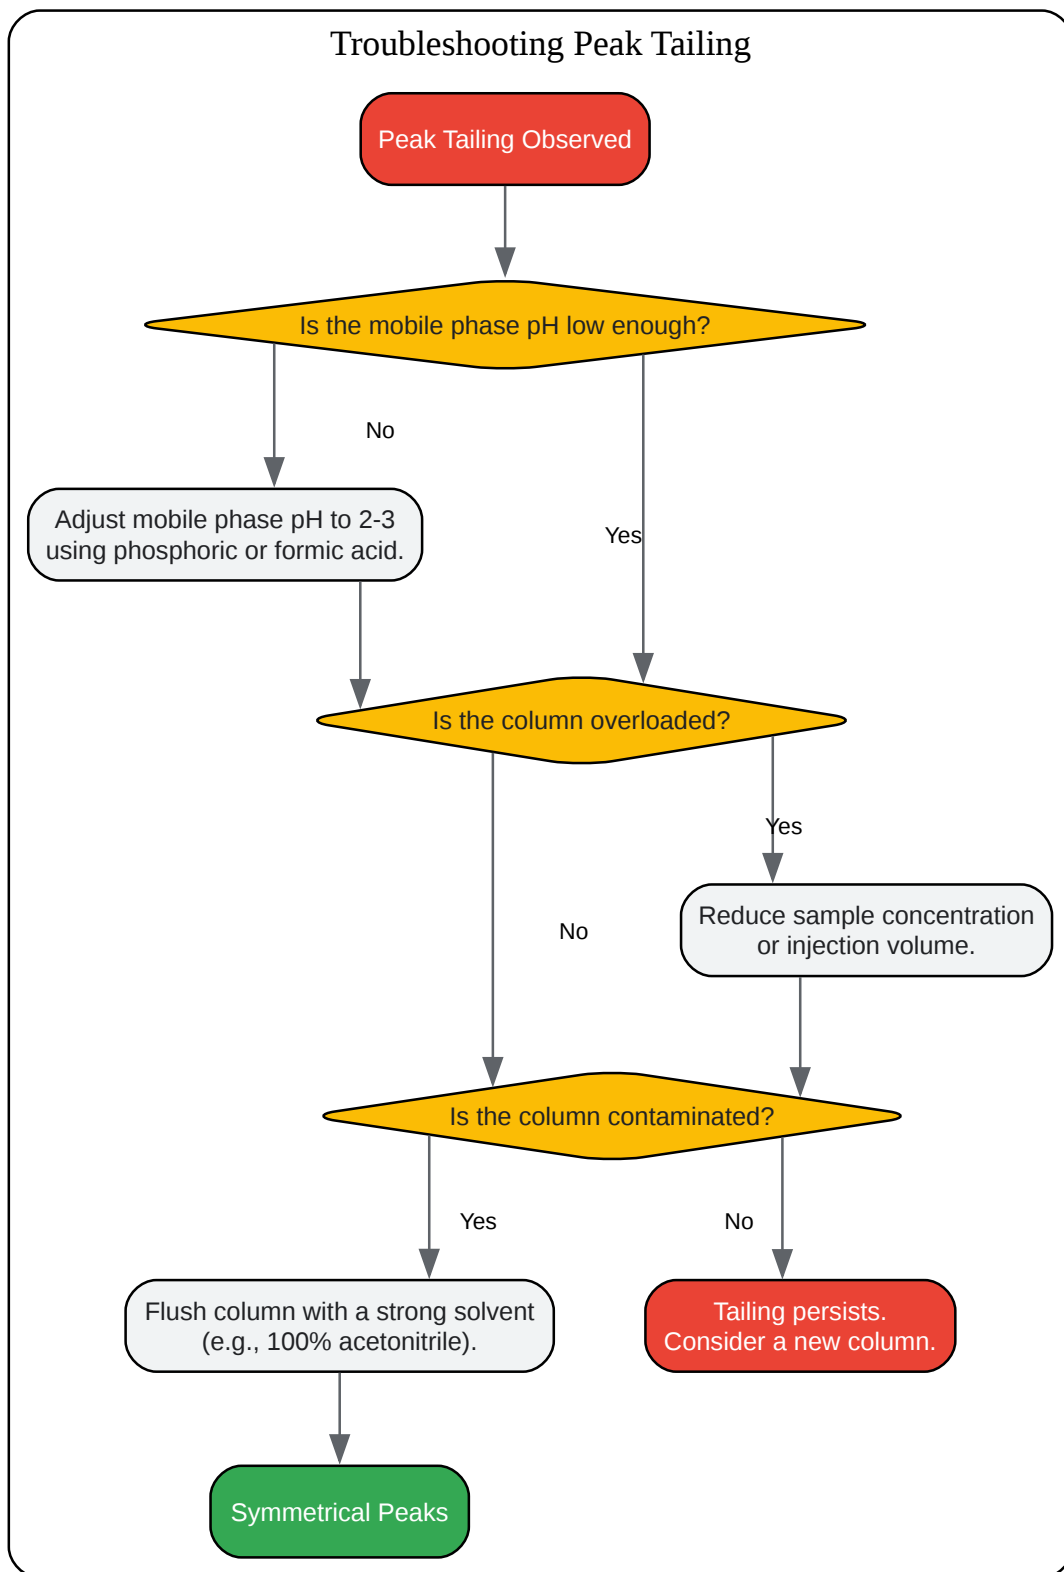 Troubleshooting Peak Tailing
Peak Tailing Observed
Is the mobile phase pH low enough?
No
Adjust mobile phase pH to 2-3
using phosphoric or formic acid.
Yes
Is the column overloaded?
Yes
Reduce sample concentration
or injection volume.
No
Is the column contaminated?
Yes
No
Flush column with a strong solvent
(e.g., 100% acetonitrile).
Tailing persists.
Consider a new column.
Symmetrical Peaks